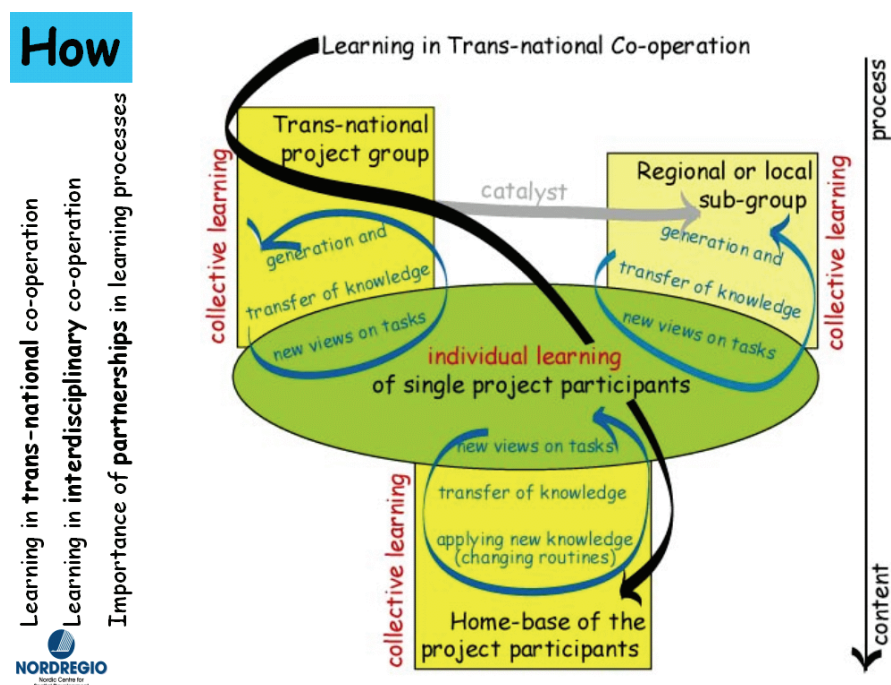 How
Learning in trans-national co-operation
Learning in interdisciplinary co-operation
Importance of partnerships in learning processes
NORDREGIO
Nordic Centre for
Learning in Trans-national Co-operation
process
content
Trans-national
project group
collective learning
generation and
transfer of knowledge
new views on tasks
catalyst
Regional or local
sub-group
collective learning
generation and
transfer of knowledge
new views on tasks
individual learning
of single project participants
new views on tasks
transfer of knowledge
applying new knowledge
(changing routines)
collective learning
Home-base of the
project participants